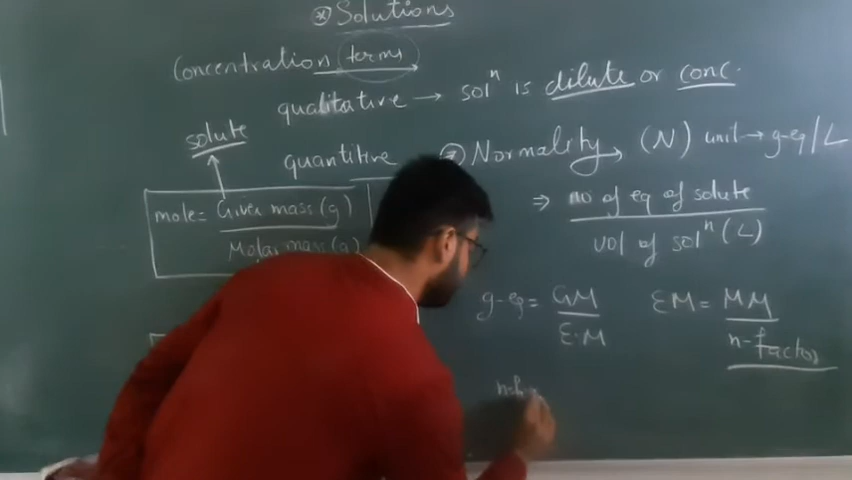 * Solutions
Concentration terms
qualitative → solⁿ is dilute or conc.
solute
quantitive
* Normality → (N) unit → g-eq/L
⇒ no of eq of solute
vol of solⁿ (L)
mole = Given mass (g)
Molar mass (g)
g-eq = GM
E.M
EM = MM
n-factor